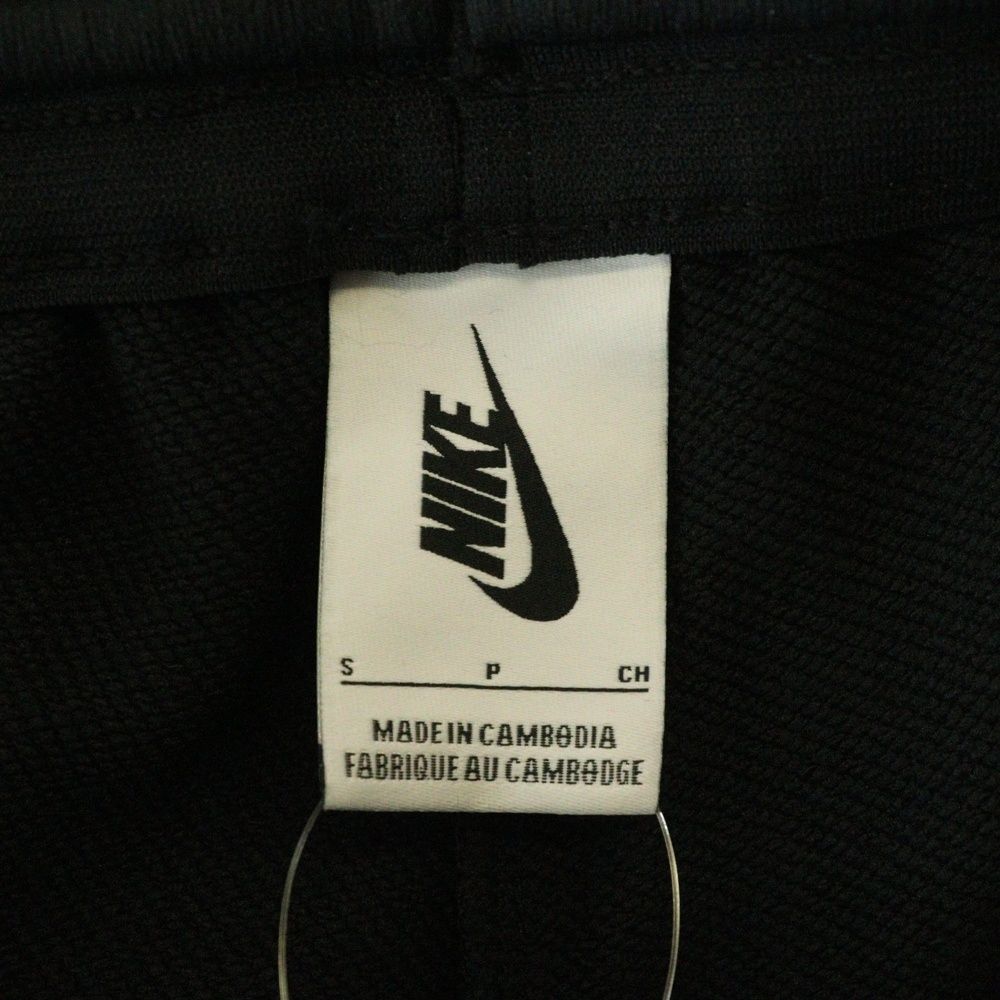 NIKE
S P CH
MADE IN CAMBODIA
FABRIQUE AU CAMBODGE